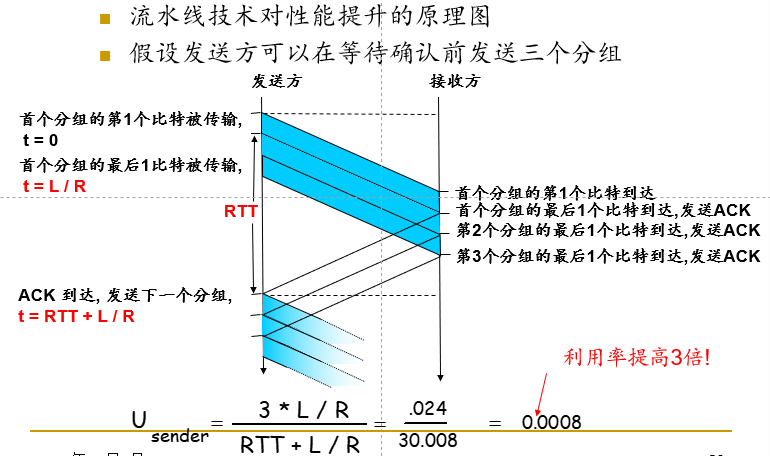 流水线技术对性能提升的原理图
假设发送方可以在等待确认前发送三个分组
发送方
接收方
首个分组的第1个比特被传输,
t = 0
首个分组的最后1比特被传输,
t = L / R
RTT
首个分组的第1个比特到达
首个分组的最后1个比特到达,发送ACK
第2个分组的最后1个比特到达,发送ACK
第3个分组的最后1个比特到达,发送ACK
ACK 到达, 发送下一个分组,
t = RTT + L / R
利用率提高3倍!
U sender = 3 * L / R = .024 = 0.0008
RTT + L / R 30.008